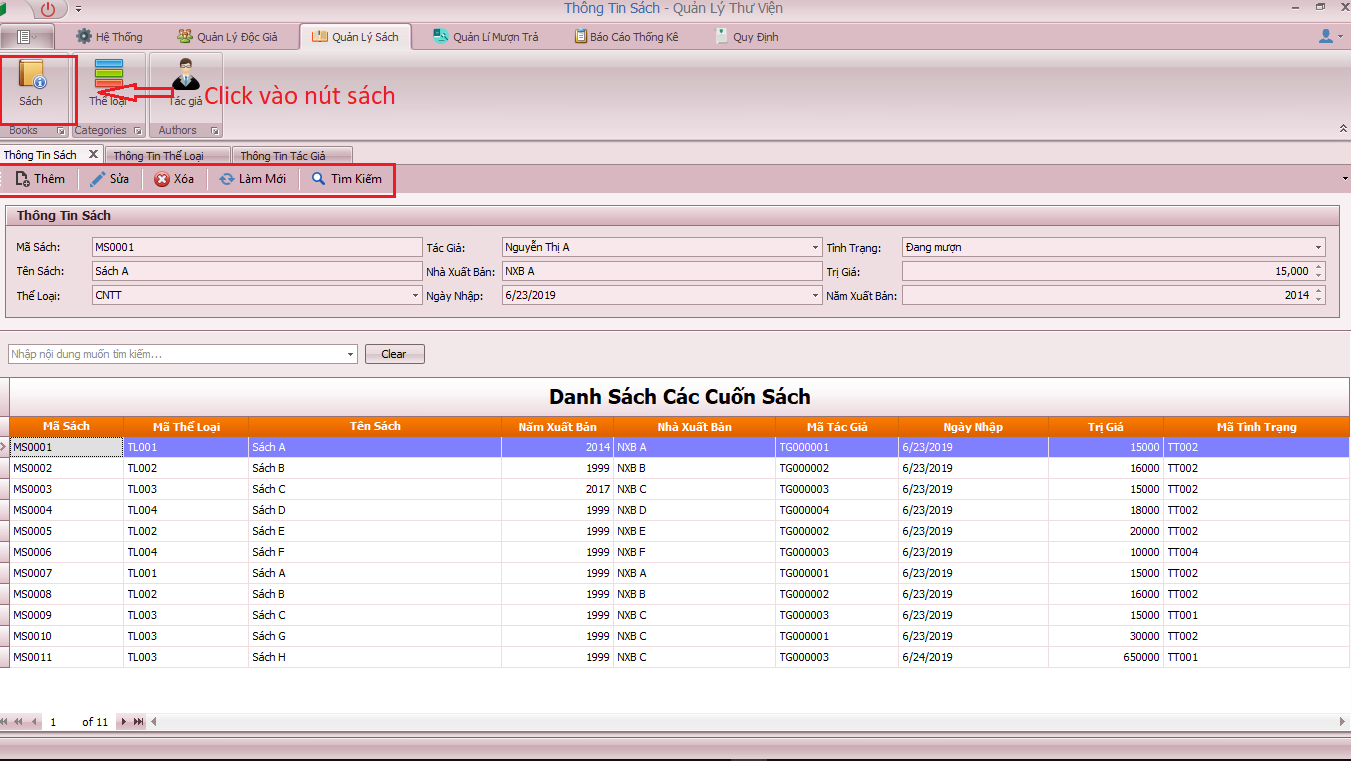 Thông Tin Sách - Quản Lý Thư Viện
Hệ Thống Quản Lý Độc Giả Quản Lý Sách Quản Lí Mượn Trả Báo Cáo Thống Kê Quy Định
Sách Thể loại Tác giả Click vào nút sách
Books Categories Authors
Thông Tin Sách X Thông Tin Thể Loại Thông Tin Tác Giả
Thêm Sửa Xóa Làm Mới Tìm Kiếm
Thông Tin Sách
Mã Sách: MS0001 Tác Giả: Nguyễn Thị A Tình Trạng: Đang mượn
Tên Sách: Sách A Nhà Xuất Bản: NXB A Trị Giá: 15,000
Thể Loại: CNTT Ngày Nhập: 6/23/2019 Năm Xuất Bản: 2014
Nhập nội dung muốn tìm kiếm... Clear
Danh Sách Các Cuốn Sách
Mã Sách Mã Thể Loại Tên Sách Năm Xuất Bản Nhà Xuất Bản Mã Tác Giả Ngày Nhập Trị Giá Mã Tình Trạng
MS0001 TL001 Sách A 2014 NXB A TG000001 6/23/2019 15000 TT002
MS0002 TL002 Sách B 1999 NXB B TG000002 6/23/2019 16000 TT002
MS0003 TL003 Sách C 2017 NXB C TG000003 6/23/2019 15000 TT002
MS0004 TL004 Sách D 1999 NXB D TG000004 6/23/2019 18000 TT002
MS0005 TL002 Sách E 1999 NXB E TG000002 6/23/2019 20000 TT002
MS0006 TL004 Sách F 1999 NXB F TG000003 6/23/2019 10000 TT004
MS0007 TL001 Sách A 1999 NXB A TG000001 6/23/2019 15000 TT002
MS0008 TL002 Sách B 1999 NXB B TG000002 6/23/2019 16000 TT002
MS0009 TL003 Sách C 1999 NXB C TG000003 6/23/2019 15000 TT001
MS0010 TL003 Sách G 1999 NXB C TG000001 6/23/2019 30000 TT002
MS0011 TL003 Sách H 1999 NXB C TG000003 6/24/2019 650000 TT001
1 of 11